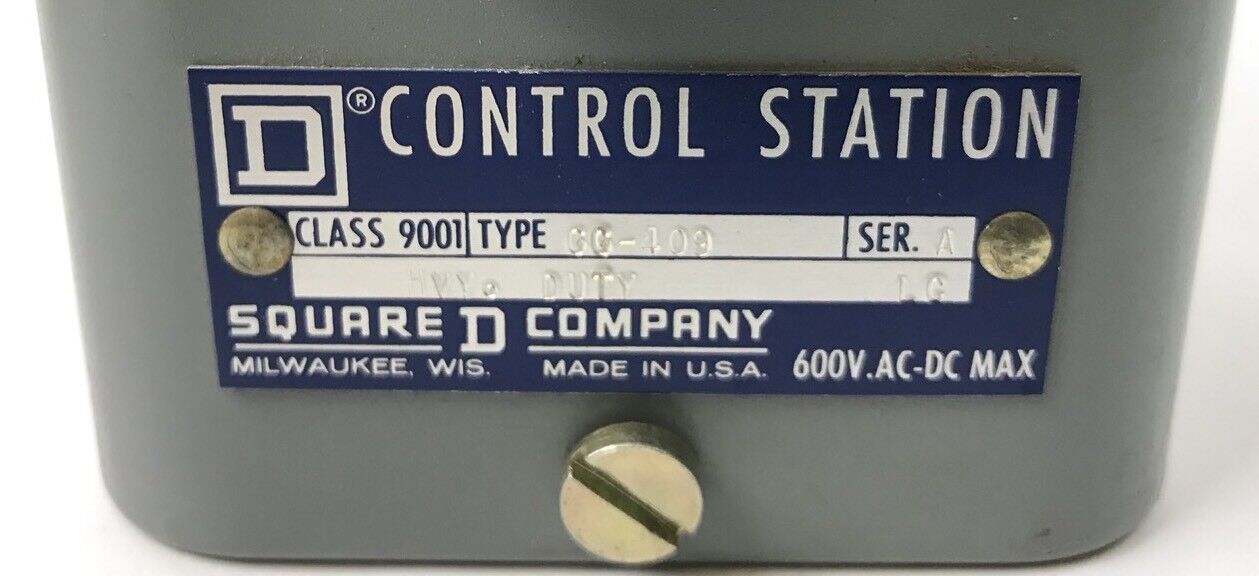 D® CONTROL STATION
CLASS 9001 TYPE GG-409 SER. A
HVY. DUTY LG
SQUARE D COMPANY
MILWAUKEE, WIS. MADE IN U.S.A. 600V.AC-DC MAX